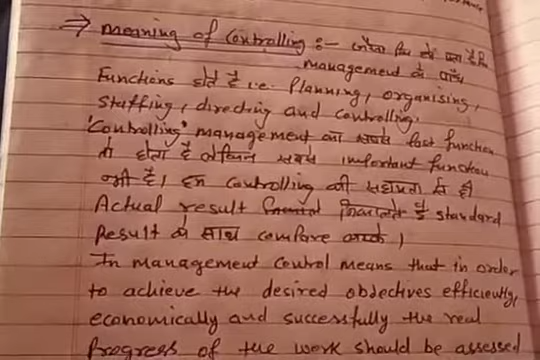 ⇒ meaning of controlling :- जैसा कि हमें पता है कि
management के पाँच
Functions होते है i.e. Planning, organising,
Staffing, directing and controlling.
'Controlling' management का सबसे last function
तो होता है लेकिन सबसे important function
भी है। हम controlling की सहायता से ही
Actual result निकालते है standard
Result के साथ compare करके।
In management control means that in order
to achieve the desired objectives efficiently,
economically and successfully the real
Progress of the work should be assessed